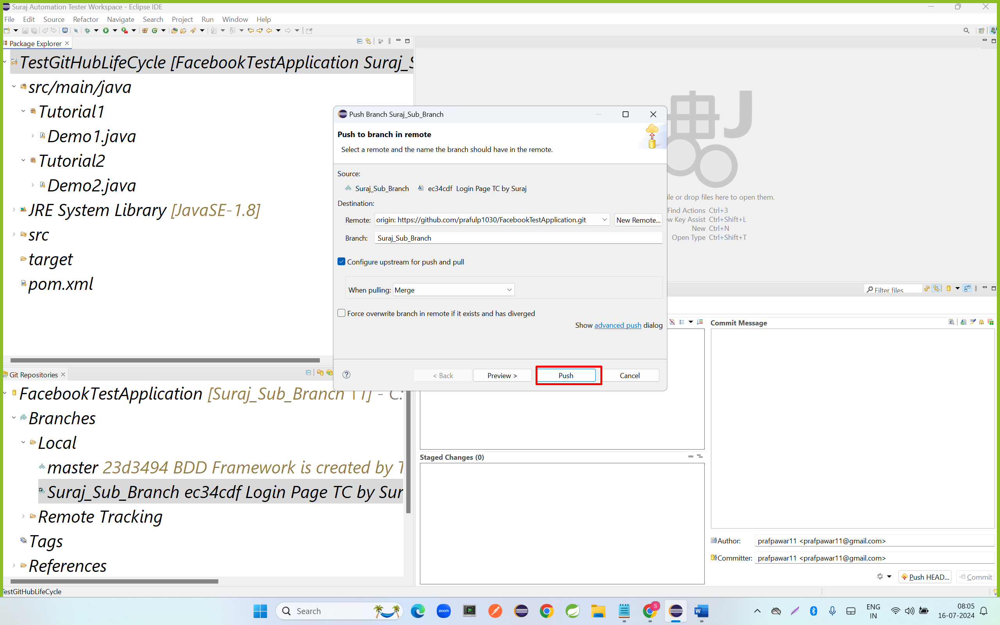 Suraj Automation Tester Workspace - Eclipse IDE
File Edit Source Refactor Navigate Search Project Run Window Help
Package Explorer
TestGitHubLifeCycle [FacebookTestApplication Suraj_S
src/main/java
Tutorial1
Demo1.java
Tutorial2
Demo2.java
JRE System Library [JavaSE-1.8]
src
target
pom.xml
Push Branch Suraj_Sub_Branch
Push to branch in remote
Select a remote and the name the branch should have in the remote.
Source:
Suraj_Sub_Branch ec34cdf Login Page TC by Suraj
Destination:
Remote: origin: https://github.com/prafulp1030/FacebookTestApplication.git New Remote...
Branch: Suraj_Sub_Branch
Configure upstream for push and pull
When pulling: Merge
Force overwrite branch in remote if it exists and has diverged
Show advanced push dialog
< Back Preview > Push Cancel
ile or drop files here to open them.
Find Actions Ctrl+3
w Key Assist Ctrl+Shift+L
New Ctrl+N
Open Type Ctrl+Shift+T
Filter files
Commit Message
Git Repositories
FacebookTestApplication [Suraj_Sub_Branch ↑1] - C:
Branches
Local
master 23d3494 BDD Framework is created by T
Suraj_Sub_Branch ec34cdf Login Page TC by Sur
Remote Tracking
Tags
References
Staged Changes (0)
Author: prafpawar11 <prafpawar11@gmail.com>
Committer: prafpawar11 <prafpawar11@gmail.com>
Push HEAD... Commit
TestGitHubLifeCycle
Search
zoom
S
W
ENG
IN
08:05
16-07-2024